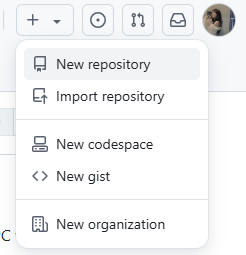 New repository
Import repository
New codespace
New gist
New organization
C